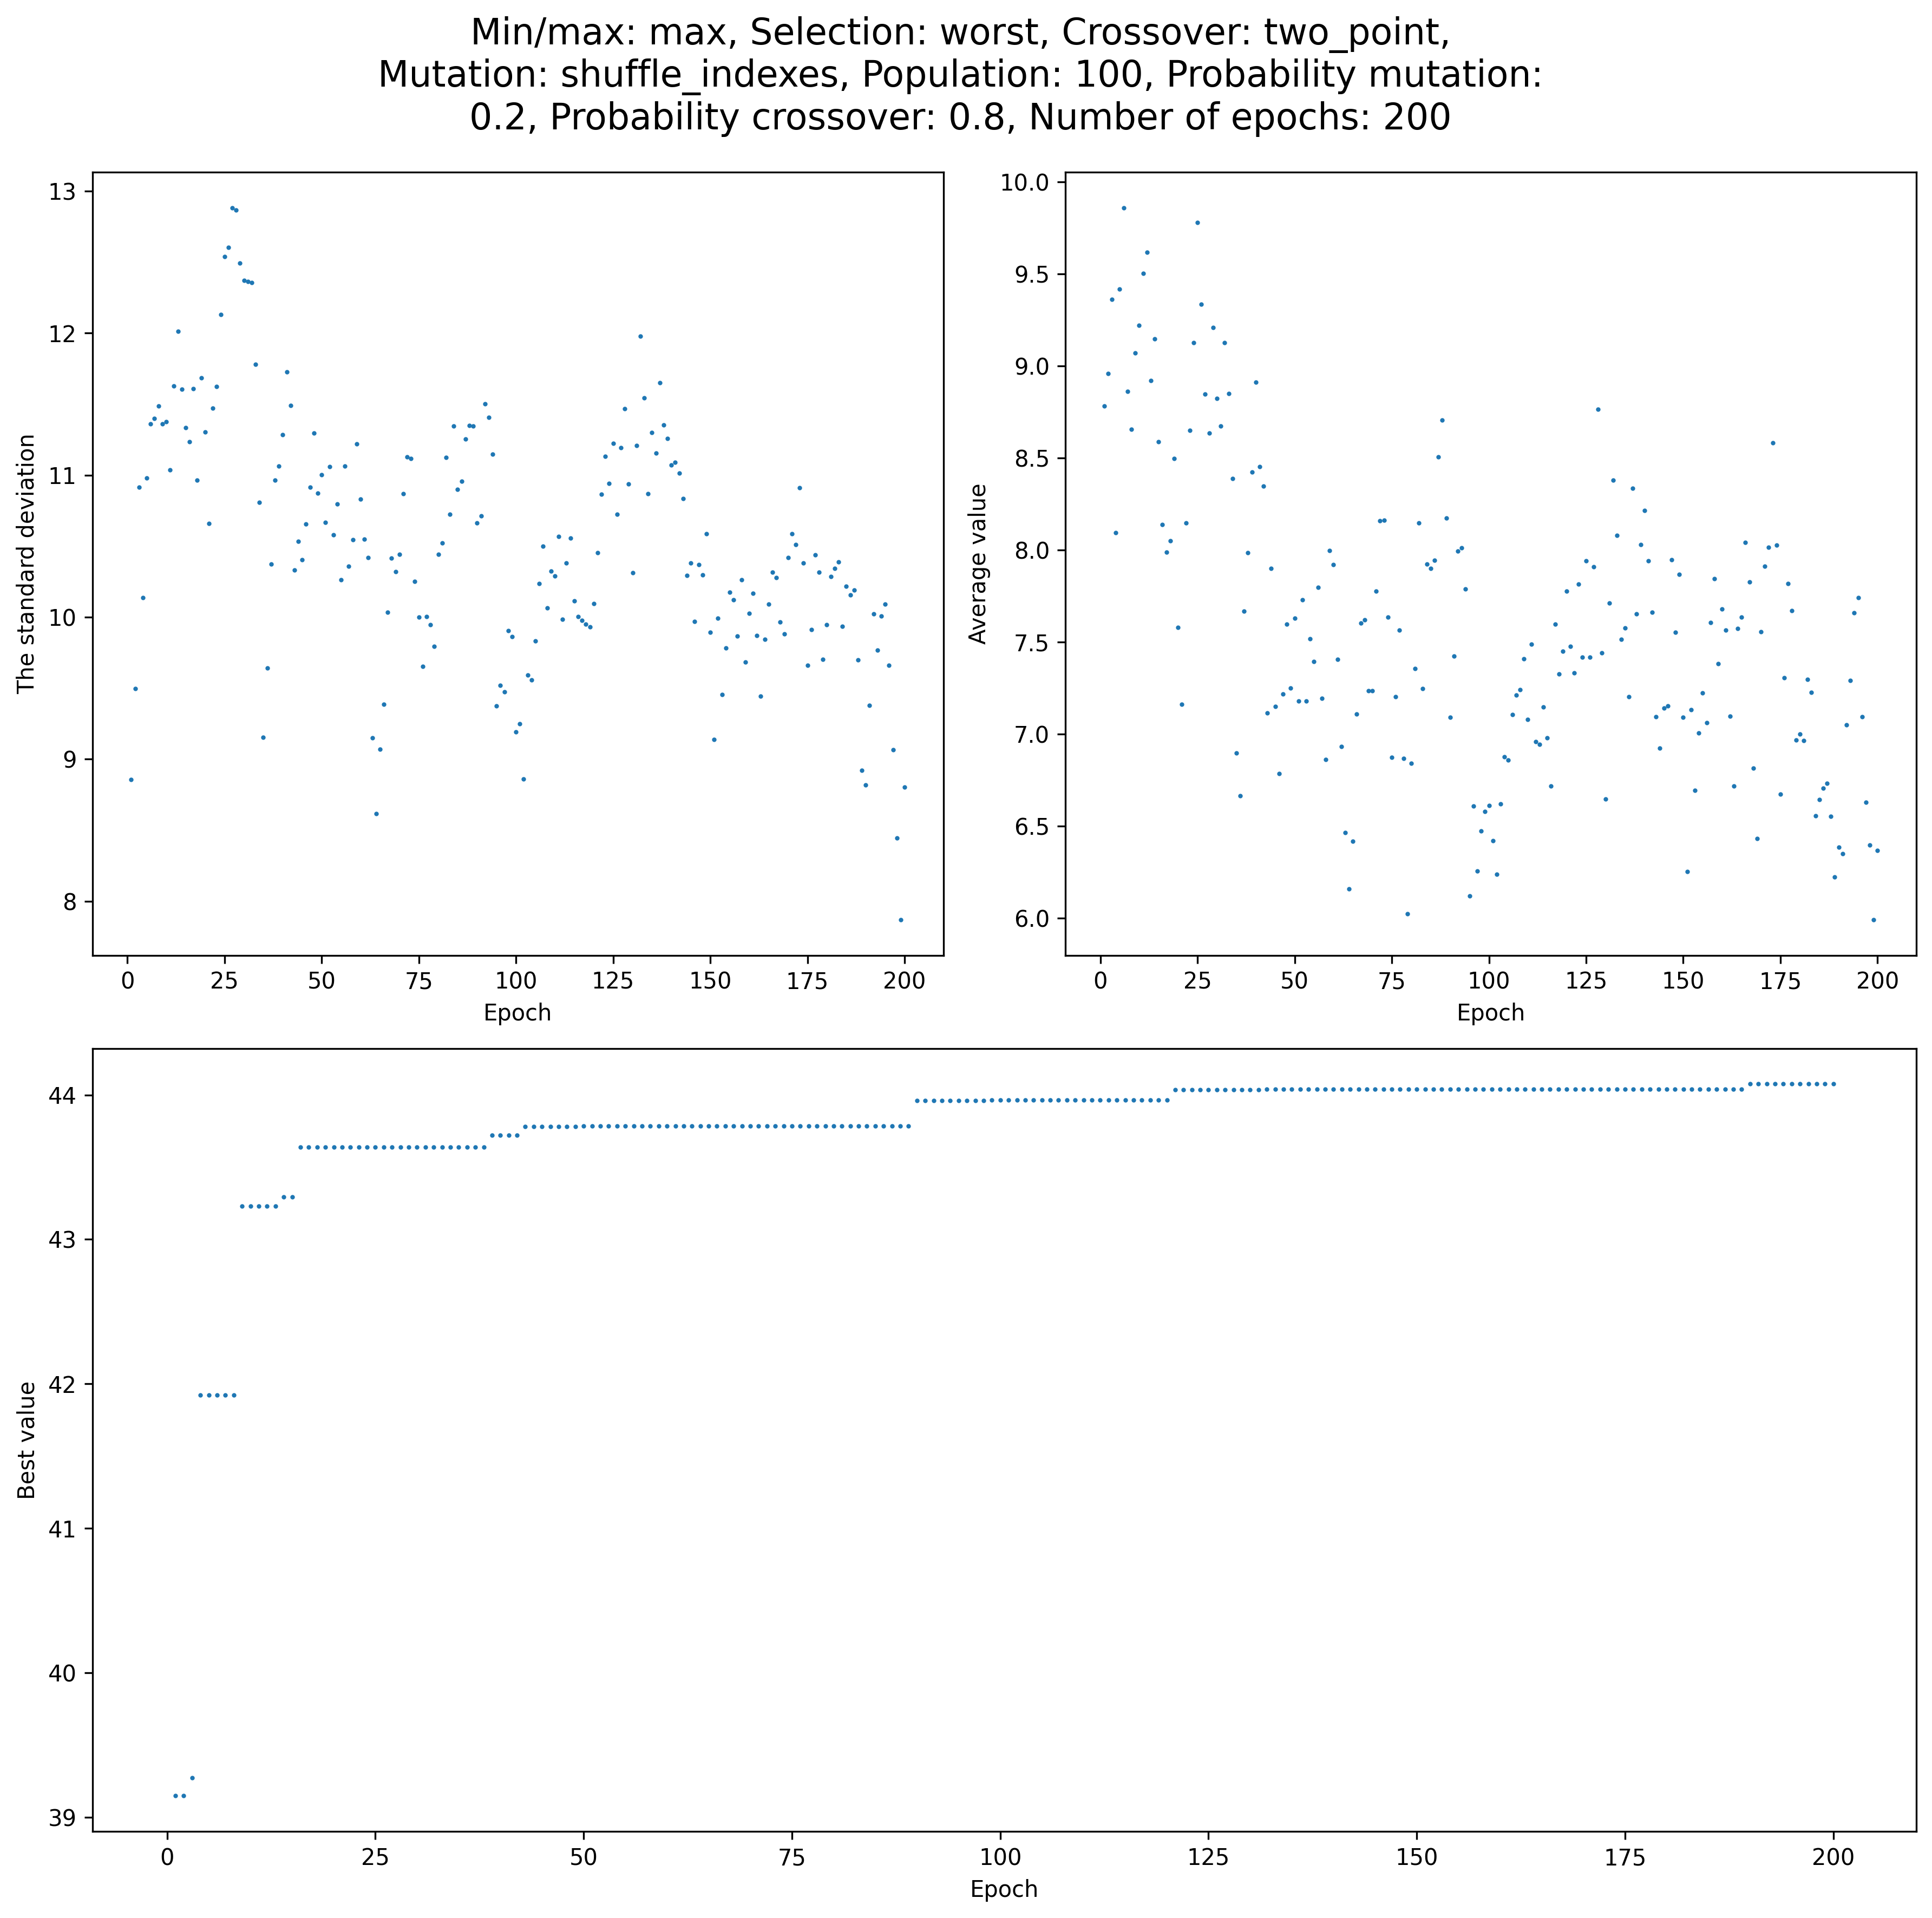 Min/max: max, Selection: worst, Crossover: two_point,
Mutation: shuffle_indexes, Population: 100, Probability mutation:
0.2, Probability crossover: 0.8, Number of epochs: 200
The standard deviation
13
12
11
10
9
8
0 25 50 75 100 125 150 175 200
Epoch
Average value
10.0
9.5
9.0
8.5
8.0
7.5
7.0
6.5
6.0
0 25 50 75 100 125 150 175 200
Epoch
Best value
44
43
42
41
40
39
0 25 50 75 100 125 150 175 200
Epoch